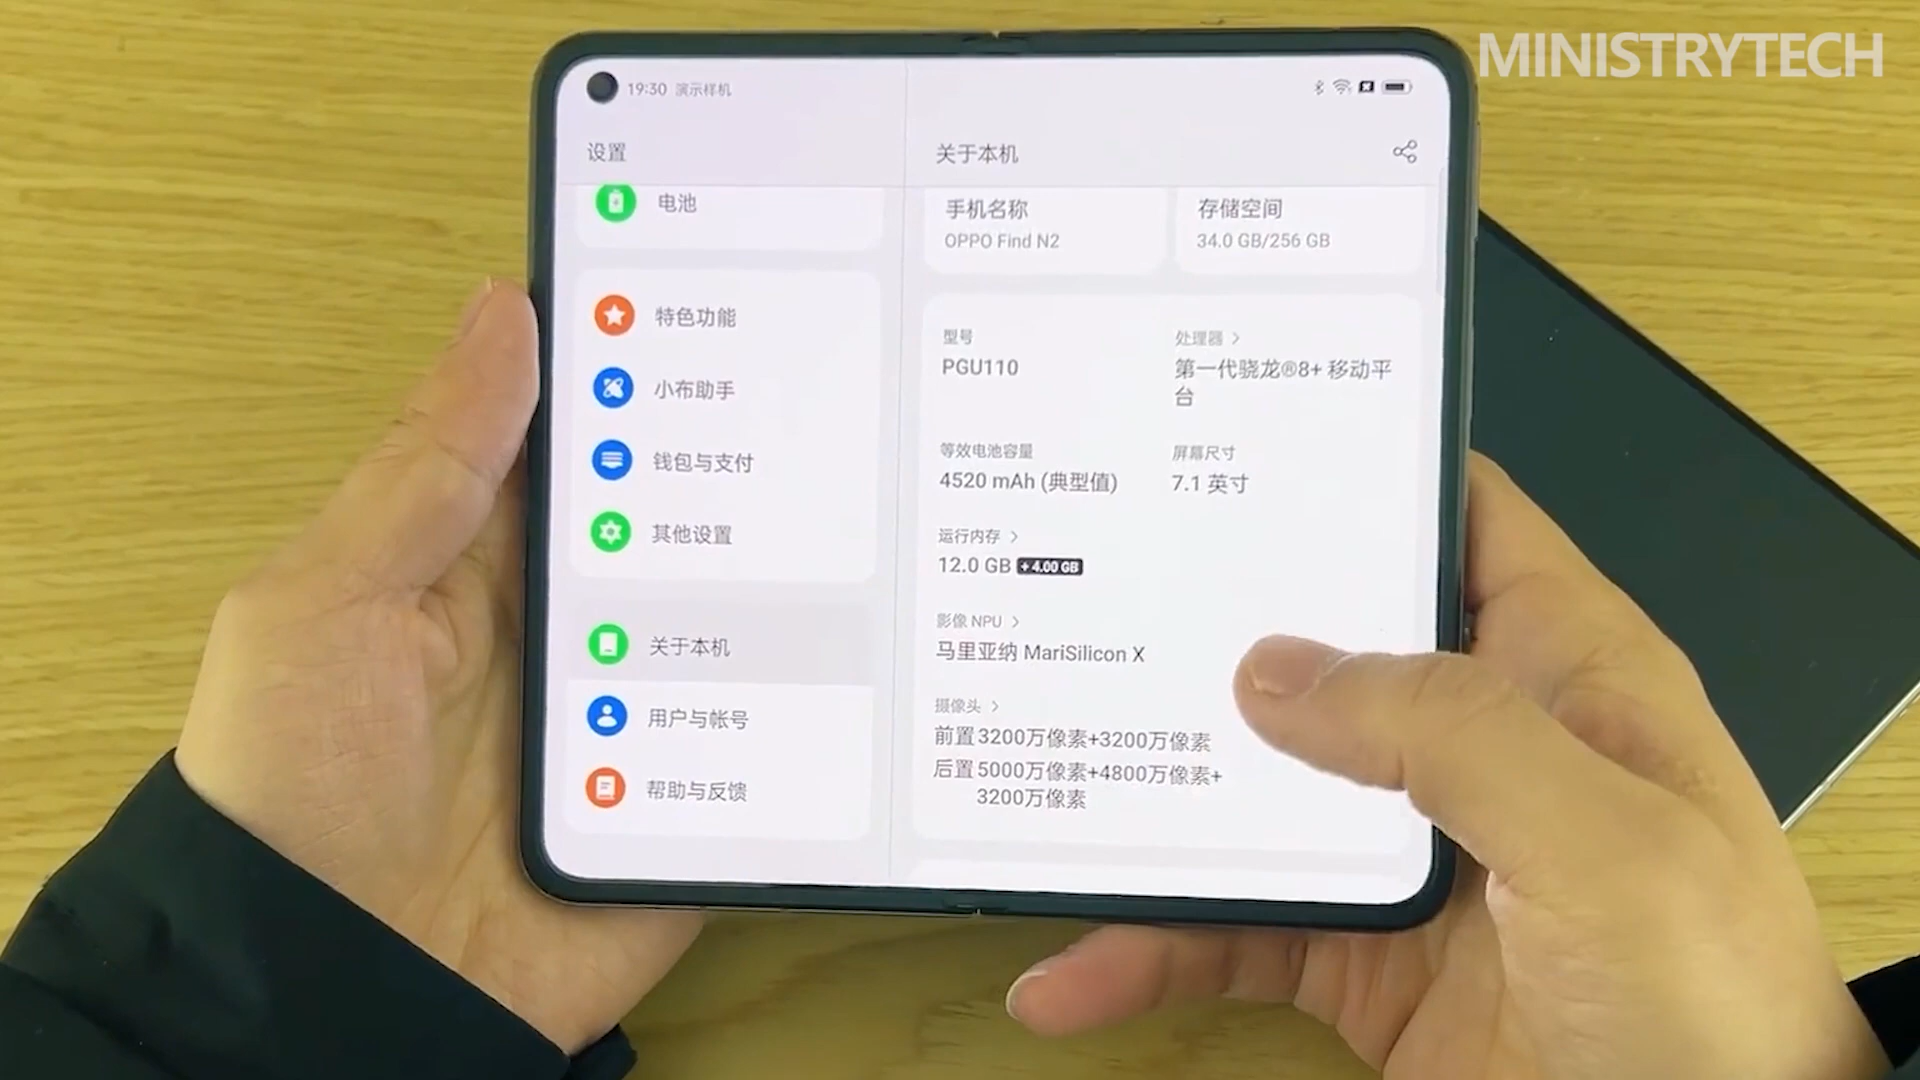 MINISTRYTECH
19:30 演示样机
设置
电池
特色功能
小布助手
钱包与支付
其他设置
关于本机
用户与帐号
帮助与反馈
关于本机
手机名称
OPPO Find N2
存储空间
34.0 GB/256 GB
型号
PGU110
处理器 >
第一代骁龙®8+ 移动平
台
等效电池容量
4520 mAh (典型值)
屏幕尺寸
7.1 英寸
运行内存 >
12.0 GB + 4.00 GB
影像 NPU >
马里亚纳 MariSilicon X
摄像头 >
前置3200万像素+3200万像素
后置5000万像素+4800万像素+
3200万像素